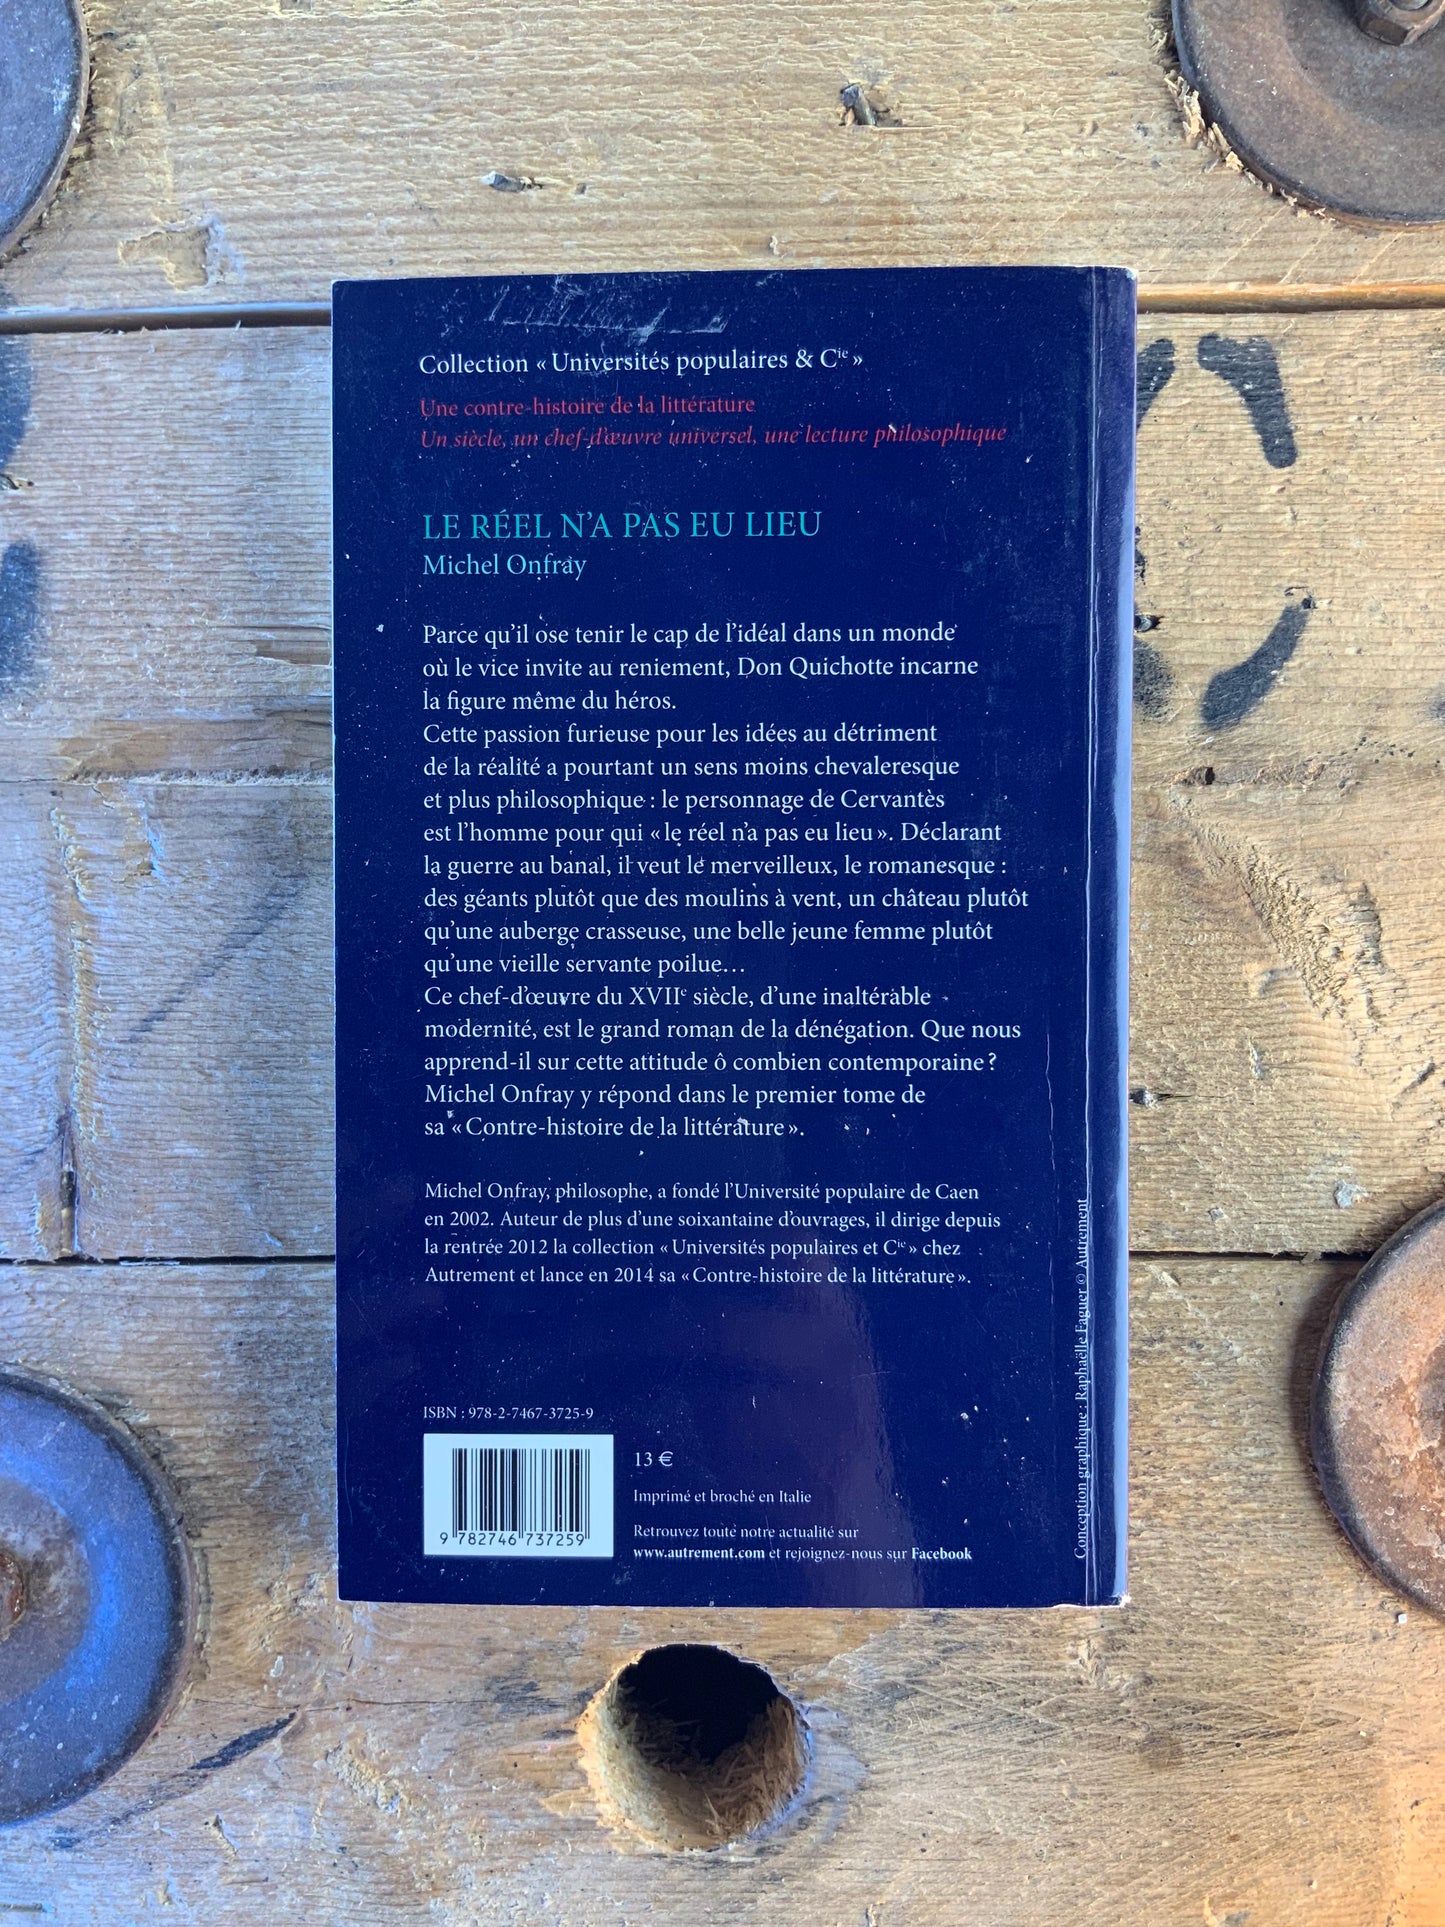 Collection « Universités populaires & Cie »
Une contre-histoire de la littérature
Un siècle, un chef-d'œuvre universel, une lecture philosophique
LE RÉEL N'A PAS EU LIEU
Michel Onfray
Parce qu'il ose tenir le cap de l'idéal dans un monde
où le vice invite au reniement, Don Quichotte incarne
la figure même du héros.
Cette passion furieuse pour les idées au détriment
de la réalité a pourtant un sens moins chevaleresque
et plus philosophique : le personnage de Cervantès
est l'homme pour qui « le réel n'a pas eu lieu ». Déclarant
la guerre au banal, il veut le merveilleux, le romanesque :
des géants plutôt que des moulins à vent, un château plutôt
qu'une auberge crasseuse, une belle jeune femme plutôt
qu'une vieille servante poilue…
Ce chef-d'œuvre du XVIIe siècle, d'une inaltérable
modernité, est le grand roman de la dénégation. Que nous
apprend-il sur cette attitude ô combien contemporaine ?
Michel Onfray y répond dans le premier tome de
sa « Contre-histoire de la littérature ».
Michel Onfray, philosophe, a fondé l'Université populaire de Caen
en 2002. Auteur de plus d'une soixantaine d'ouvrages, il dirige depuis
la rentrée 2012 la collection « Universités populaires et Cie » chez
Autrement et lance en 2014 sa « Contre-histoire de la littérature ».
ISBN : 978-2-7467-3725-9
9 782746 737259
13 €
Imprimé et broché en Italie
Retrouvez toute notre actualité sur
www.autrement.com et rejoignez-nous sur Facebook
Conception graphique : Raphaëlle Faguer © Autrement